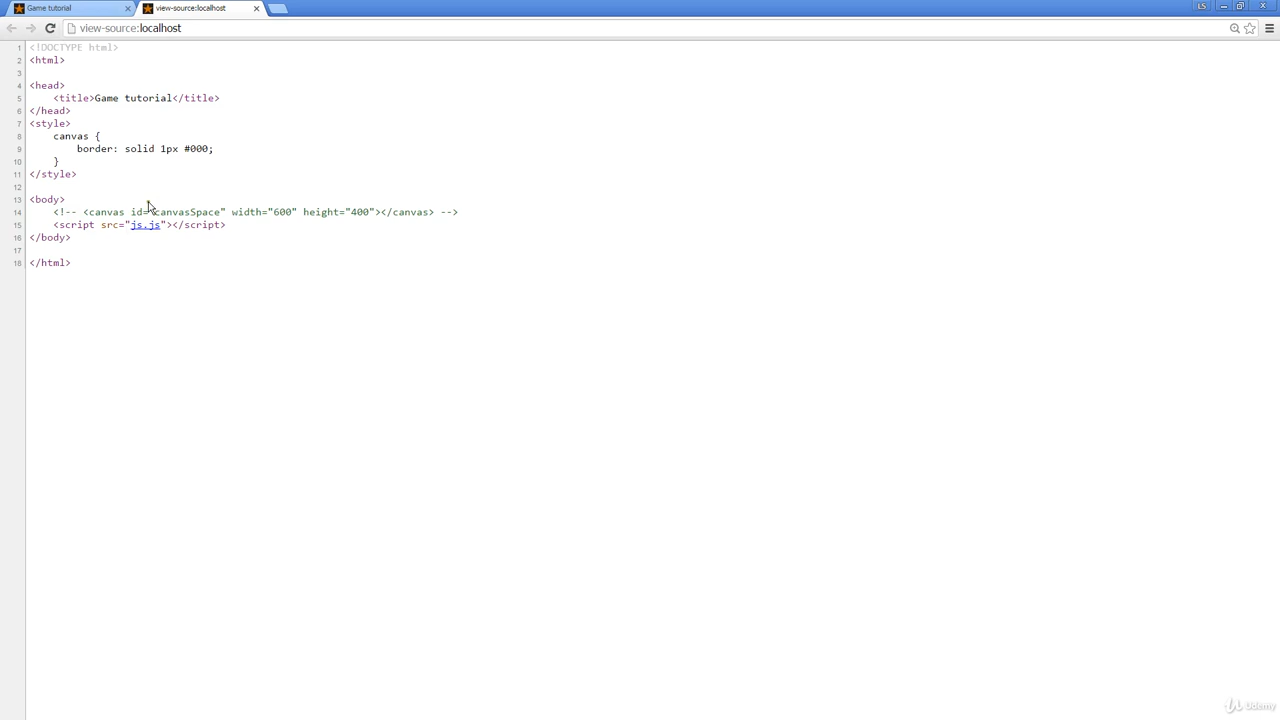 Game tutorial
view-source:localhost
LS
view-source:localhost
1 <!DOCTYPE html>
2 <html>
3
4 <head>
5 <title>Game tutorial</title>
6 </head>
7 <style>
8 canvas {
9 border: solid 1px #000;
10 }
11 </style>
12
13 <body>
14 <!-- <canvas id="canvasSpace" width="600" height="400"></canvas> -->
15 <script src="js.js"></script>
16 </body>
17
18 </html>
Udemy